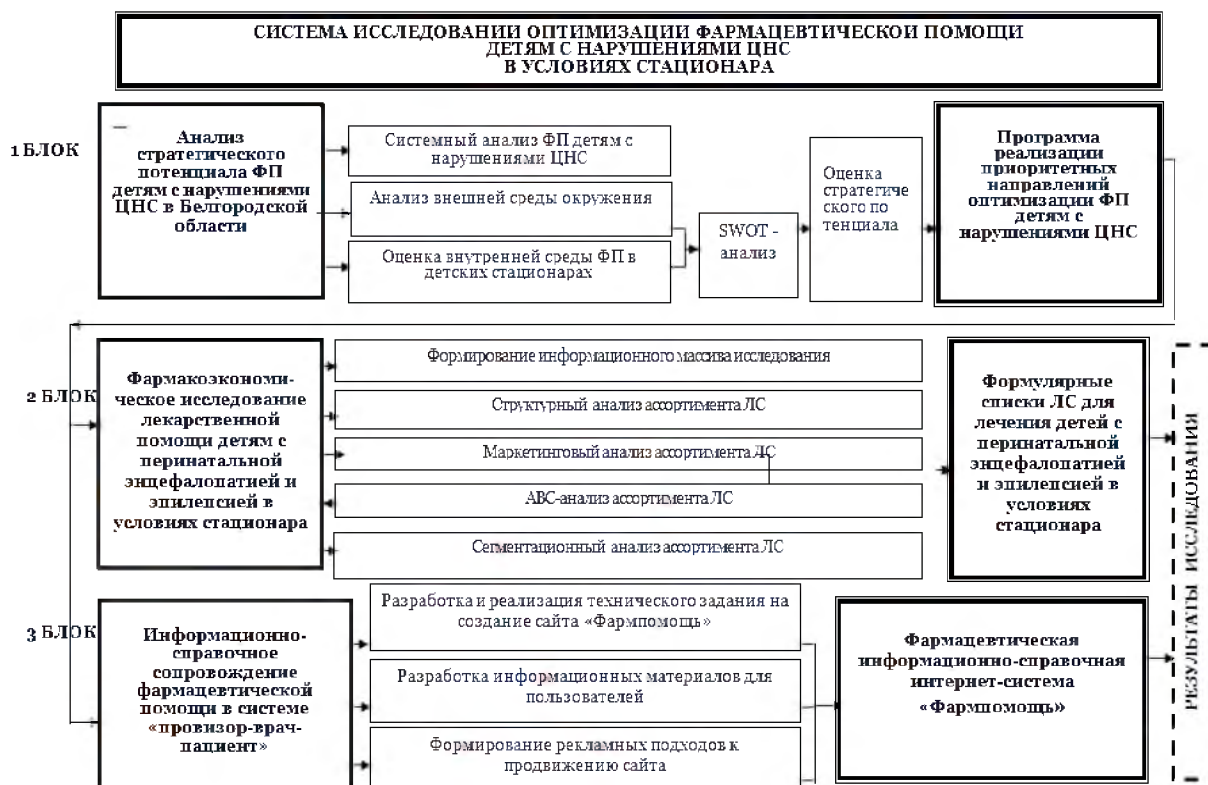 СИСТЕМА ИССЛЕДОВАНИИ ОПТИМИЗАЦИИ ФАРМАЦЕВТИЧЕСКОИ ПОМОЩИ
ДЕТЯМ С НАРУШЕНИЯМИ ЦНС
В УСЛОВИЯХ СТАЦИОНАРА
1 БЛОК
Анализ
стратегического
потенциала ФП
детям с нарушениями
ЦНС в Белгородской
области
Системный анализ ФП детям с
нарушениями ЦНС
Анализ внешней среды окружения
Оценка внутренней среды ФП в
детских стационарах
SWOT -
анализ
Оценка
стратегиче
ского по
тенциала
Программа
реализации
приоритетных
направлений
оптимизации ФП
детям с
нарушениями ЦНС
2 БЛОК
Фармакоэкономи-
ческое исследование
лекарственной
помощи детям с
перинатальной
энцефалопатией и
эпилепсией в
условиях стационара
Формирование информационного массива исследования
Структурный анализ ассортимента ЛС
Маркетинговый анализ ассортимента ЛС
АВС-анализ ассортимента ЛС
Сегментационный анализ ассортимента ЛС
Формулярные
списки ЛС для
лечения детей с
перинатальной
энцефалопатией
и эпилепсией в
условиях
стационара
РЕЗУЛЬТАТЫ ИССЛЕДОВАНИЯ
3 БЛОК
Информационно-
справочное
сопровождение
фармацевтической
помощи в системе
«провизор-врач-
пациент»
Разработка и реализация технического задания на
создание сайта «Фармпомощь»
Разработка информационных материалов для
пользователей
Формирование рекламных подходов к
продвижению сайта
Фармацевтическая
информационно-справочная
интернет-система
«Фармпомощь»